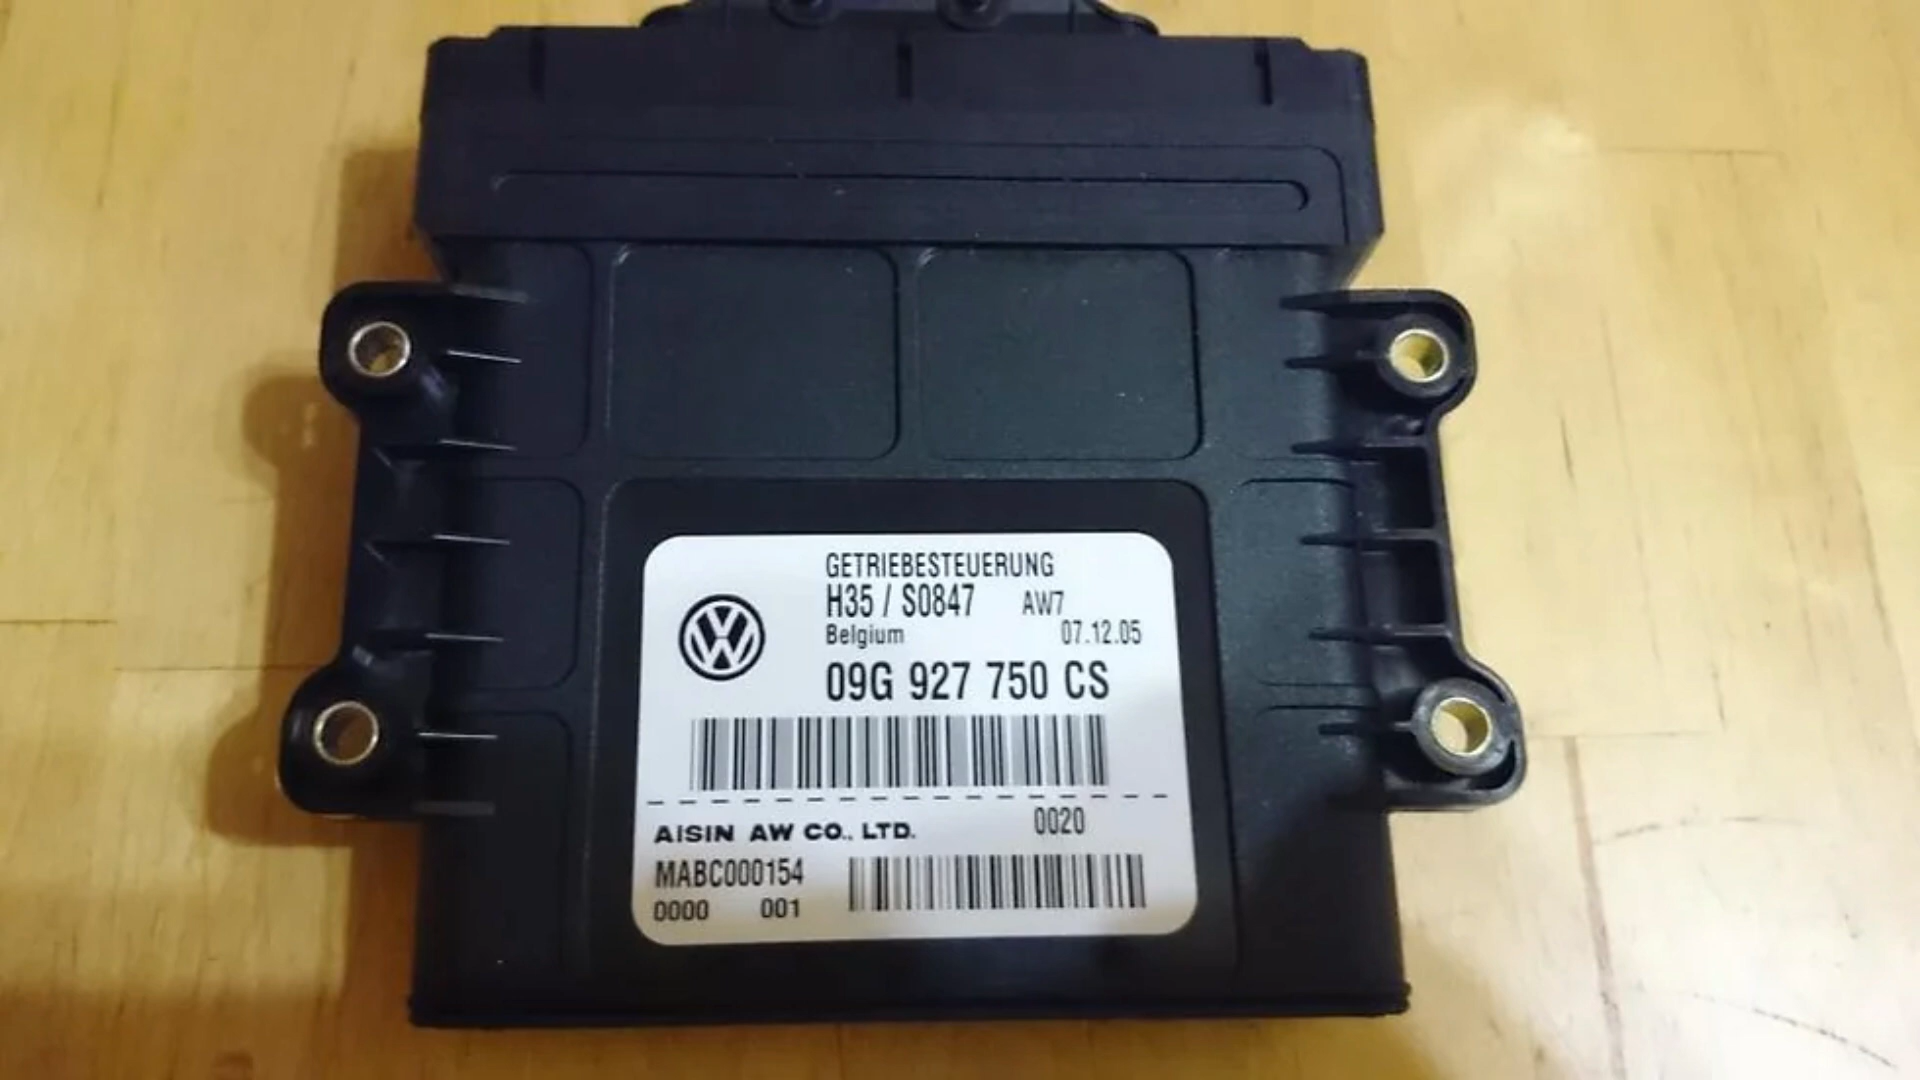 GETRIEBESTEUERUNG
H35 / S0847 AW7
Belgium 07.12.05
09G 927 750 CS
AISIN AW CO., LTD. 0020
MABC000154
0000 001